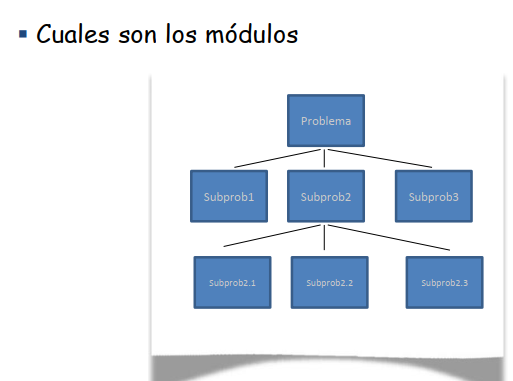 Cuales son los módulos
Problema
Subprob1 Subprob2 Subprob3
Subprob2.1 Subprob2.2 Subprob2.3